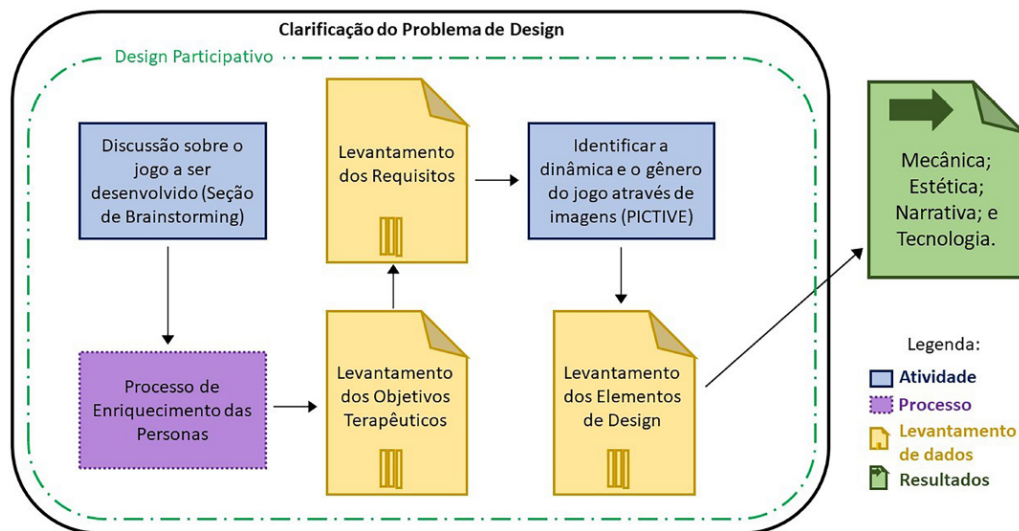 Clarificação do Problema de Design
Design Participativo
Discussão sobre o
jogo a ser
desenvolvido (Seção
de Brainstorming)
Processo de
Enriquecimento das
Personas
Levantamento
dos Objetivos
Terapêuticos
Levantamento
dos Requisitos
Identificar a
dinâmica e o gênero
do jogo através de
imagens (PICTIVE)
Levantamento
dos Elementos
de Design
Mecânica;
Estética;
Narrativa; e
Tecnologia.
Legenda:
Atividade
Processo
Levantamento
de dados
Resultados